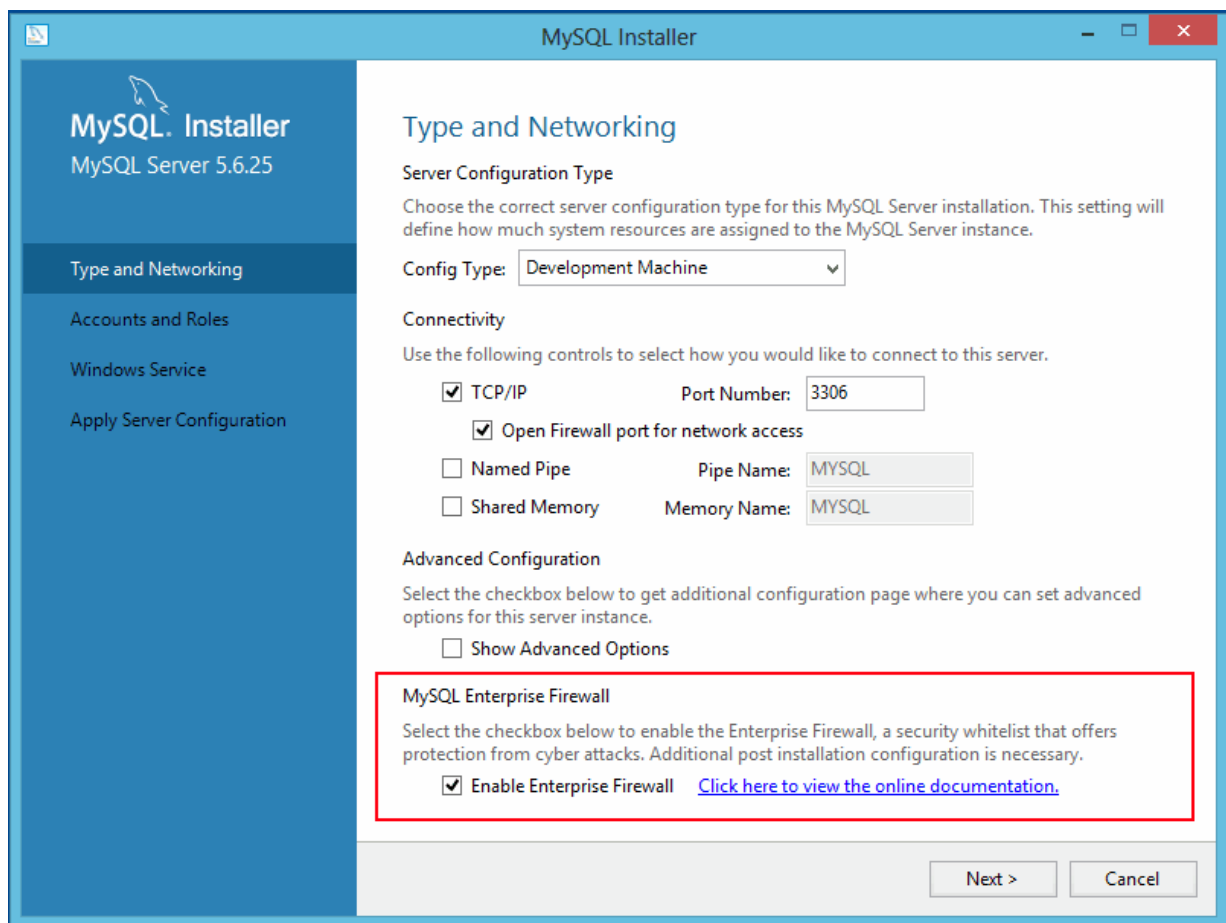 MySQL Installer
MySQL. Installer
MySQL Server 5.6.25
Type and Networking
Accounts and Roles
Windows Service
Apply Server Configuration
Type and Networking
Server Configuration Type
Choose the correct server configuration type for this MySQL Server installation. This setting will
define how much system resources are assigned to the MySQL Server instance.
Config Type: Development Machine
Connectivity
Use the following controls to select how you would like to connect to this server.
TCP/IP Port Number: 3306
Open Firewall port for network access
Named Pipe Pipe Name: MYSQL
Shared Memory Memory Name: MYSQL
Advanced Configuration
Select the checkbox below to get additional configuration page where you can set advanced
options for this server instance.
Show Advanced Options
MySQL Enterprise Firewall
Select the checkbox below to enable the Enterprise Firewall, a security whitelist that offers
protection from cyber attacks. Additional post installation configuration is necessary.
Enable Enterprise Firewall Click here to view the online documentation.
Next > Cancel